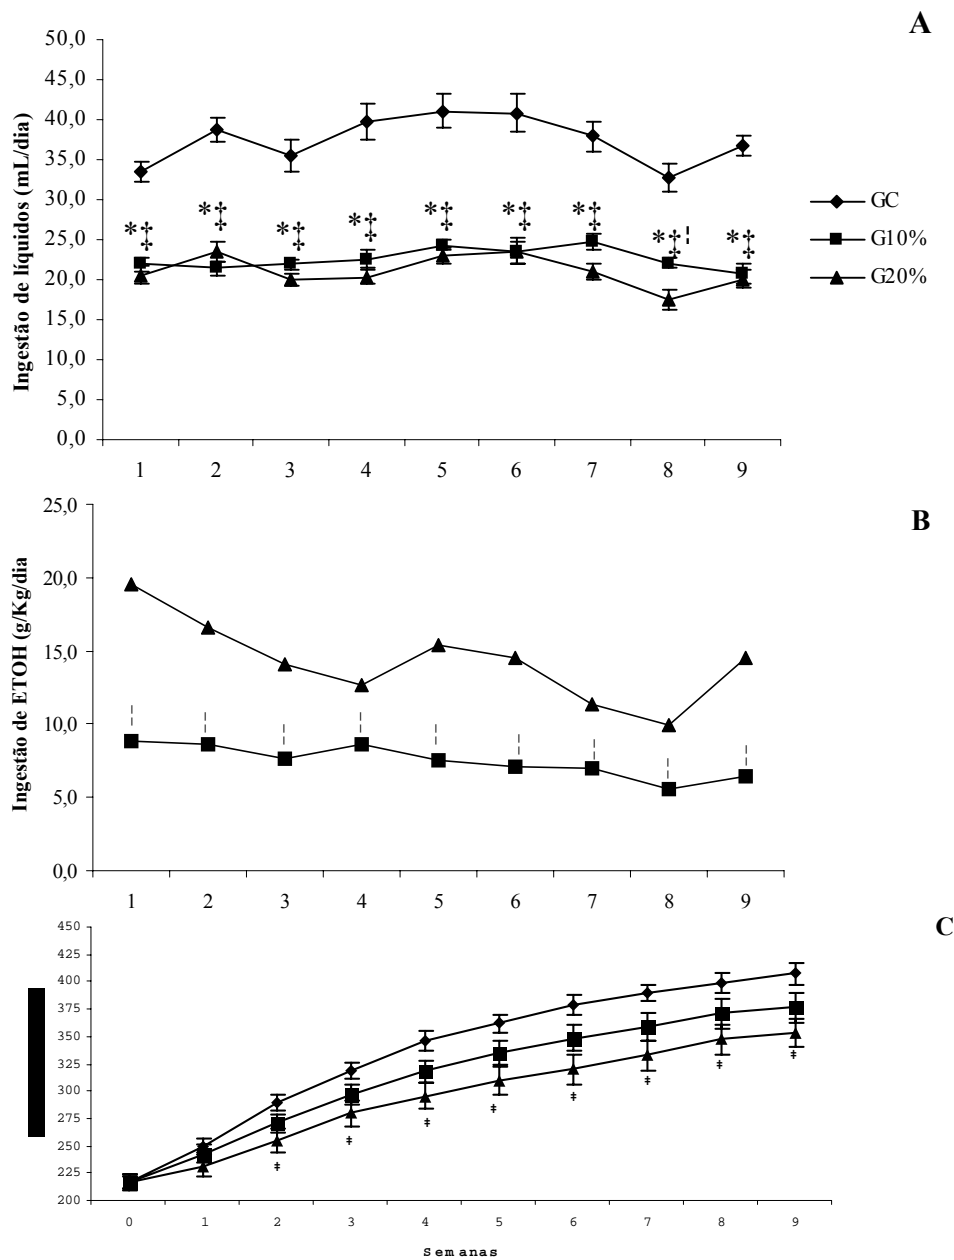 A
Ingestão de líquidos (mL/dia)
50,0
45,0
40,0
35,0
30,0
25,0
20,0
15,0
10,0
5,0
0,0
*‡ *‡ *‡ *‡ *‡ *‡ *‡ *‡¦ *‡
GC
G10%
G20%
1 2 3 4 5 6 7 8 9
B
Ingestão de ETOH (g/Kg/dia
25,0
20,0
15,0
10,0
5,0
0,0
¦ ¦ ¦ ¦ ¦ ¦ ¦ ¦ ¦
1 2 3 4 5 6 7 8 9
C
450
425
400
375
350
325
300
275
250
225
200
‡ ‡ ‡ ‡ ‡ ‡ ‡ ‡
0 1 2 3 4 5 6 7 8 9
Semanas